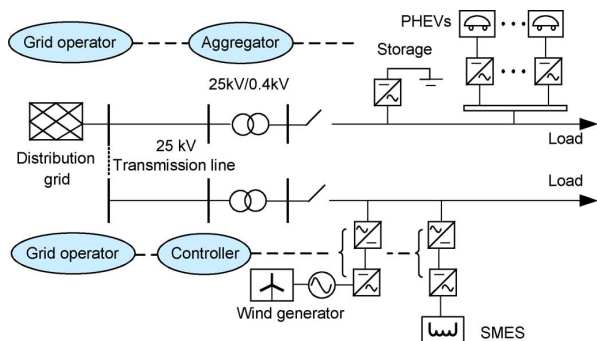 PHEVs
Grid operator
Aggregator
Storage
25kV/0.4kV
Distribution
grid
25 kV
Transmission line
Load
Load
Grid operator
Controller
Wind generator
SMES